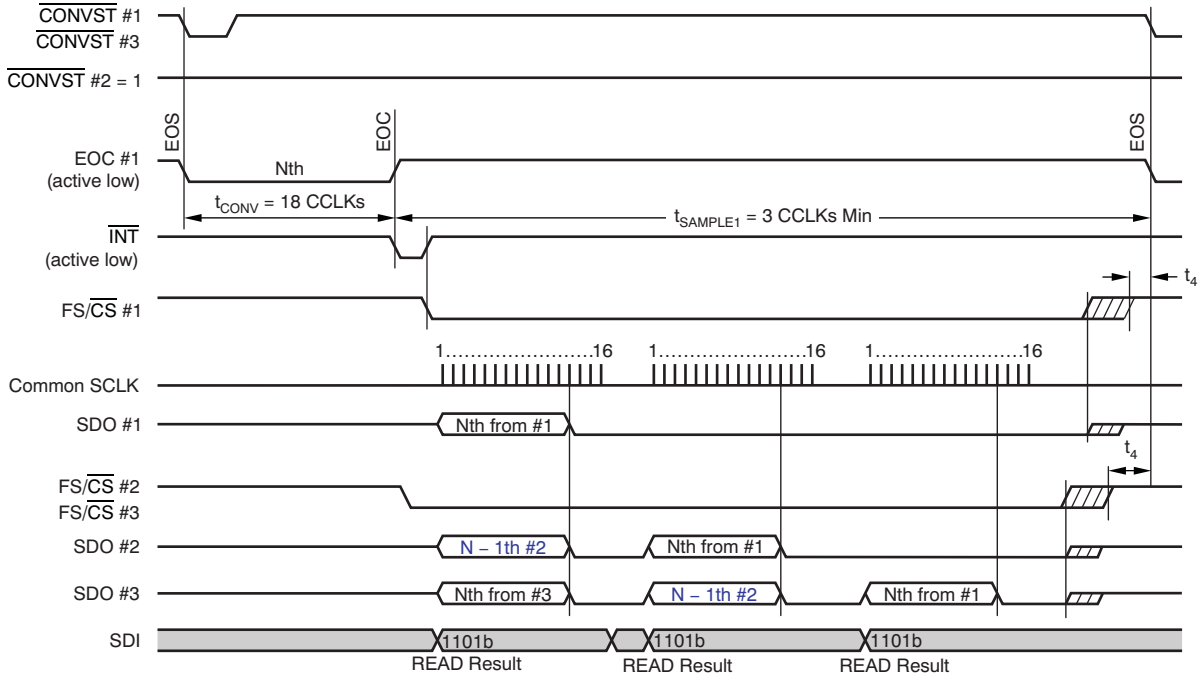 CONVST #1
CONVST #3
CONVST #2 = 1
EOS
EOC
EOS
EOC #1
(active low)
Nth
tCONV = 18 CCLKs
tSAMPLE1 = 3 CCLKs Min
INT
(active low)
t4
FS/CS #1
1.......................16
1.......................16
1.......................16
Common SCLK
SDO #1
Nth from #1
t4
FS/CS #2
FS/CS #3
SDO #2
N – 1th #2
Nth from #1
SDO #3
Nth from #3
N – 1th #2
Nth from #1
SDI
1101b
1101b
1101b
READ Result
READ Result
READ Result